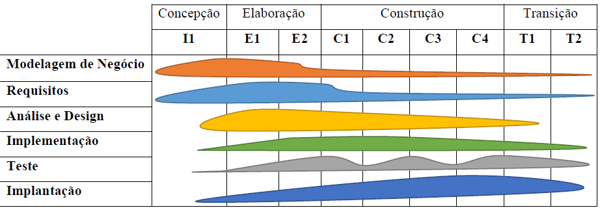 Concepção Elaboração Construção Transição
I1 E1 E2 C1 C2 C3 C4 T1 T2
Modelagem de Negócio
Requisitos
Análise e Design
Implementação
Teste
Implantação